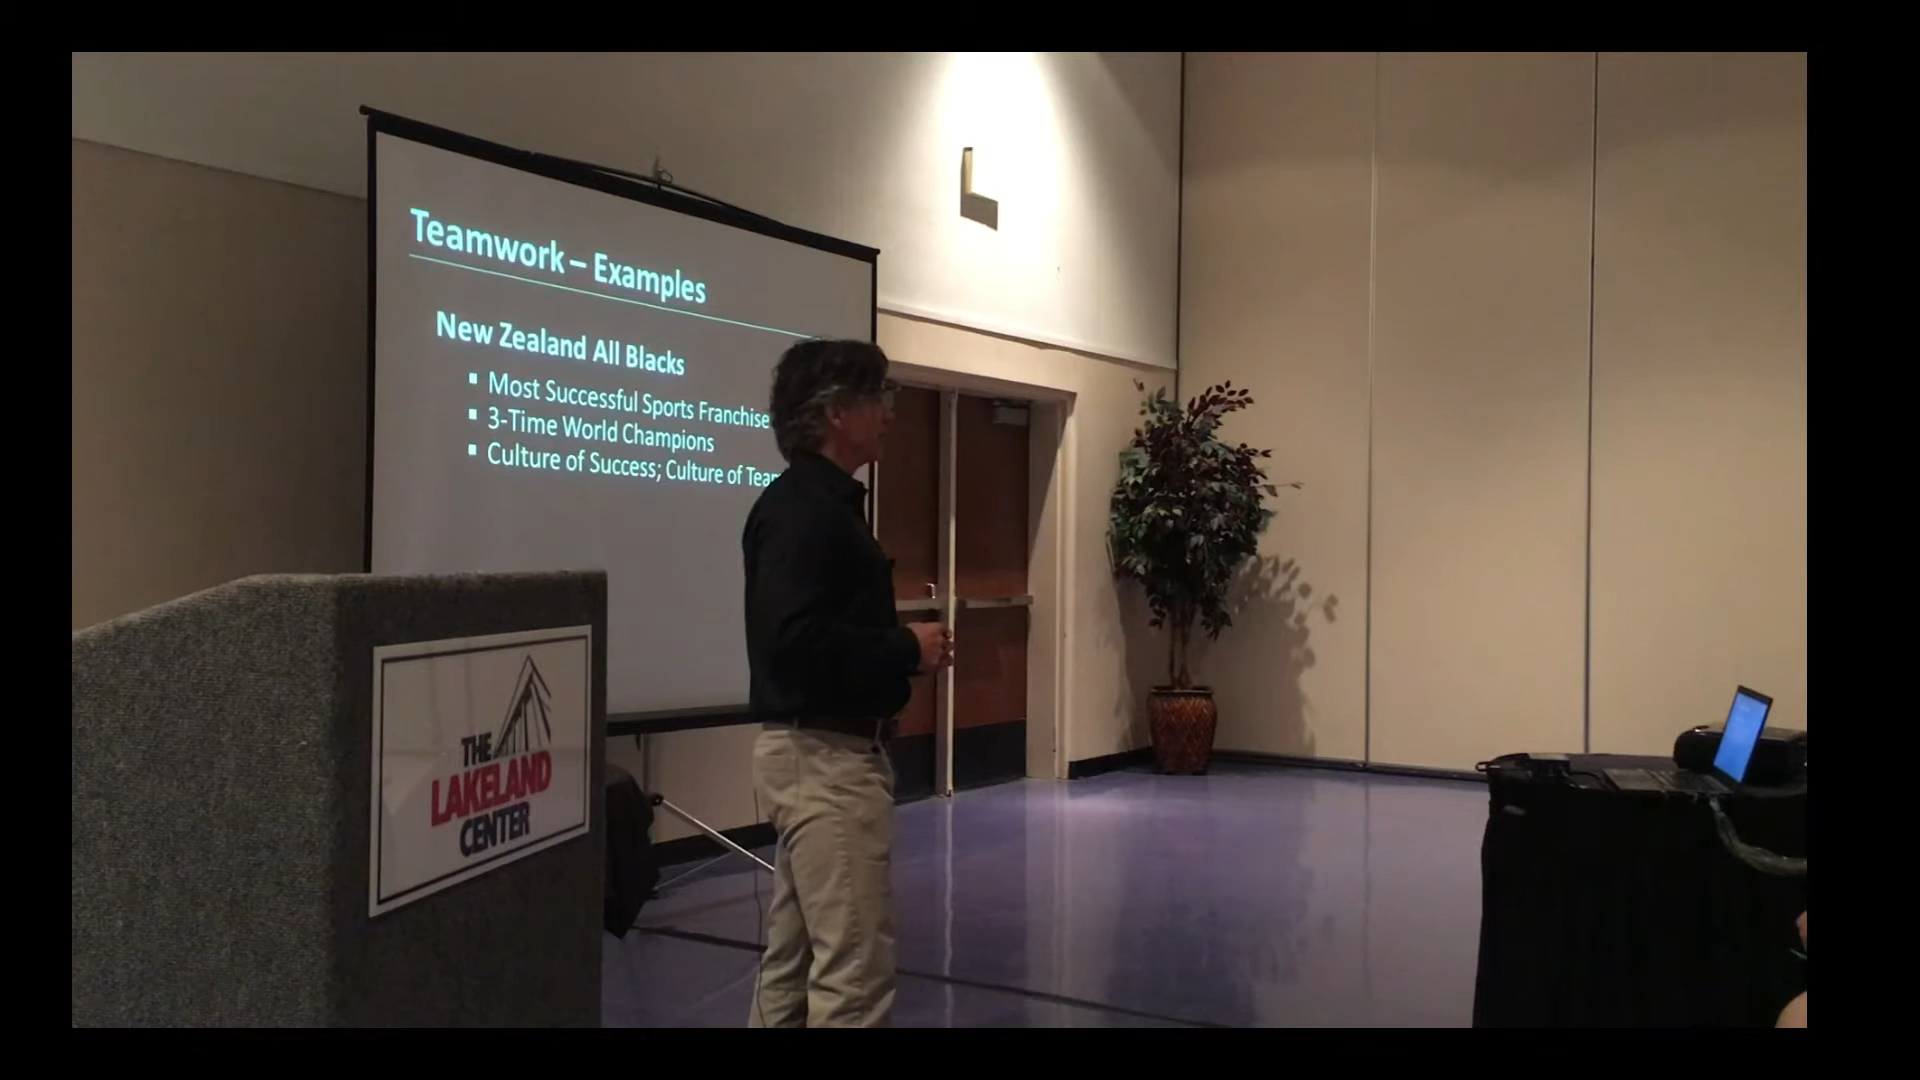 Teamwork – Examples
New Zealand All Blacks
▪ Most Successful Sports Franchise
▪ 3-Time World Champions
▪ Culture of Success; Culture of
THE
LAKELAND
CENTER